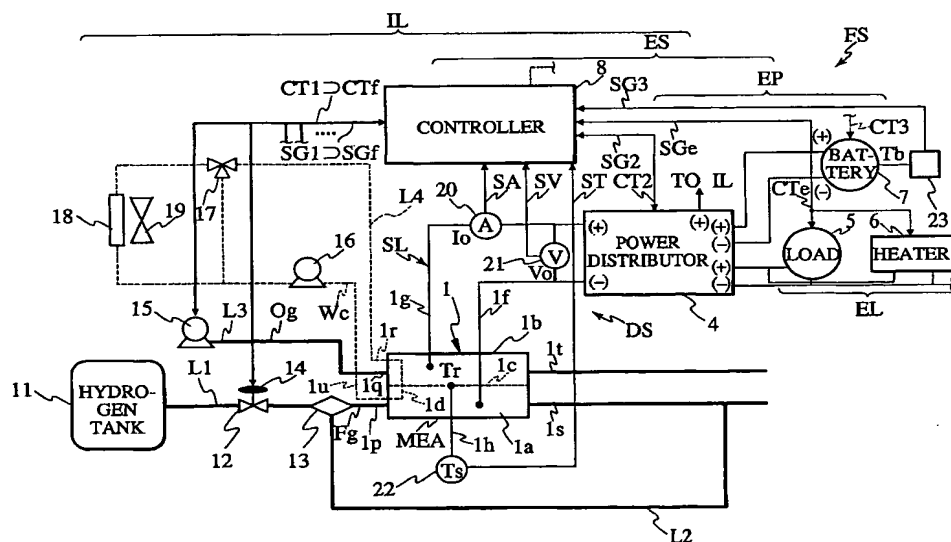 IL
ES
FS
8
SG3
EP
CT1⊃CTf
CONTROLLER
SG1⊃SGf
SGe
SG2
CT3
(+)
BAT-
TERY
Tb
7
23
17
18
19
L4
20
SA
SV
ST
CT2
TO IL
CTe
(-)
5
6
16
Io
A
SL
21
V
Vo
(+)
(-)
POWER
DISTRIBUTOR
(+)
(+)
(-)
(+)
(-)
LOAD
HEATER
EL
4
DS
15
L3
Og
Wc
1g
1
1f
1r
1b
1c
1t
11
HYDRO-
GEN
TANK
L1
14
1u
1q
Tr
1d
12
13
Fg
1p
MEA
1h
1a
1s
22
Ts
L2